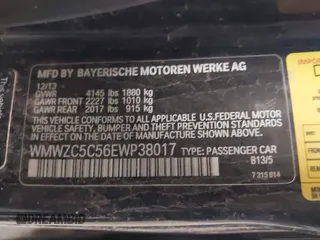 MFD BY BAYERISCHE MOTOREN WERKE AG
12/13
GVWR 4145 lbs 1880 kg
GAWR FRONT 2227 lbs 1010 kg
GAWR REAR 2017 lbs 915 kg
THIS VEHICLE CONFORMS TO ALL APPLICABLE
U.S.FEDERAL MOTOR VEHICLE SAFETY, BUMPER, AND
THEFT PREVENTION STANDARDS IN EFFECT ON THE DATE
OF MANUFACTURE SHOWN ABOVE.
WMWZC5C56EWP38017 TYPE: PASSENGER CAR
B13/5
7 315 614
DREAMBID